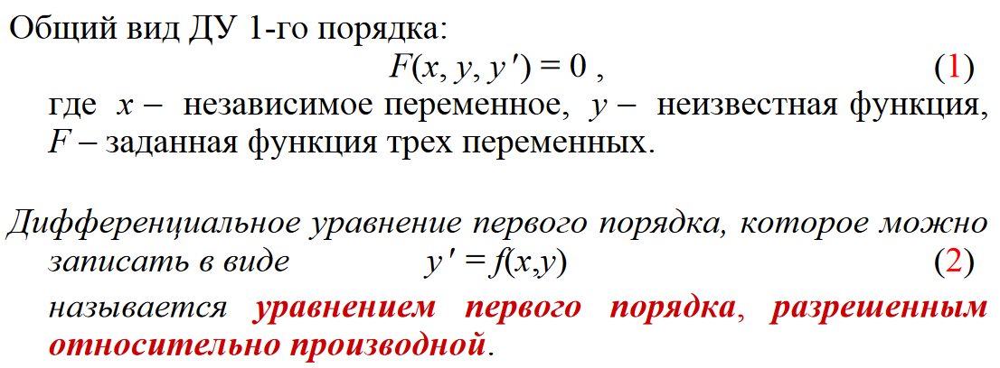 Общий вид ДУ 1-го порядка:
F(x, y, y′) = 0 , (1)
где x – независимое переменное, y – неизвестная функция,
F – заданная функция трех переменных.
Дифференциальное уравнение первого порядка, которое можно
записать в виде y′ = f(x,y) (2)
называется уравнением первого порядка, разрешенным
относительно производной.